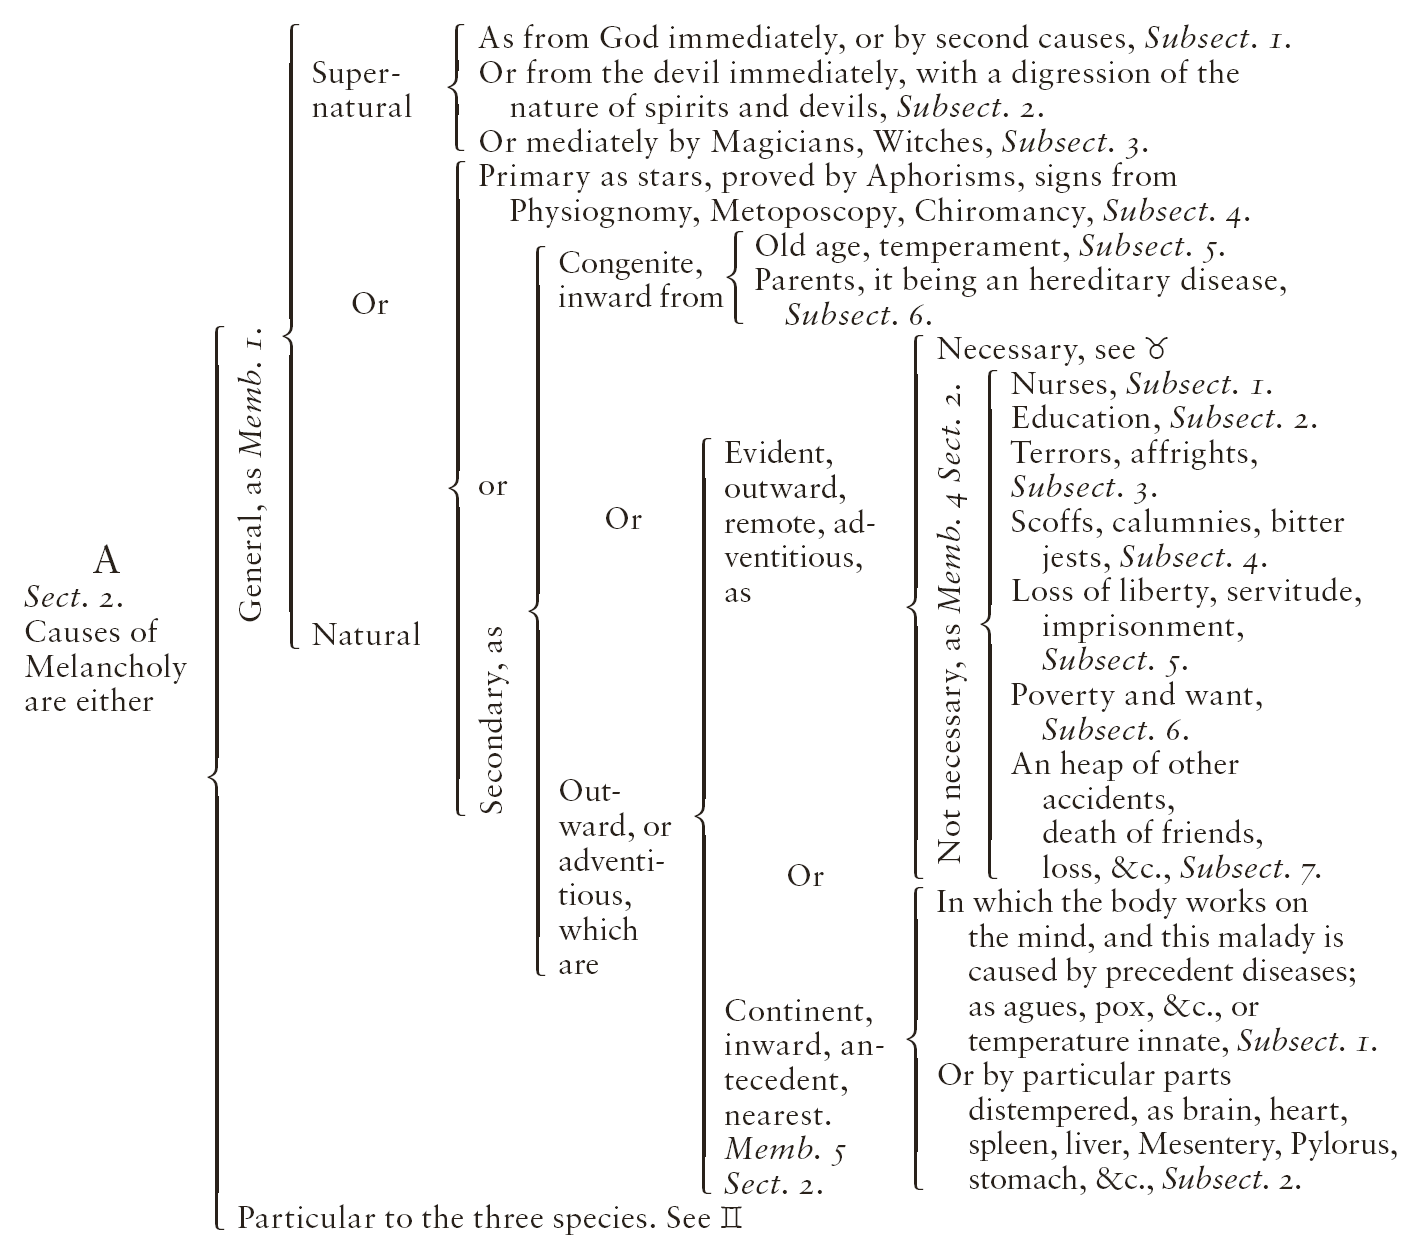 A
Sect. 2.
Causes of
Melancholy
are either
General, as Memb. 1.
Super-
natural
As from God immediately, or by second causes, Subsect. 1.
Or from the devil immediately, with a digression of the
nature of spirits and devils, Subsect. 2.
Or mediately by Magicians, Witches, Subsect. 3.
Or
Natural
Primary as stars, proved by Aphorisms, signs from
Physiognomy, Metoposcopy, Chiromancy, Subsect. 4.
or
Secondary, as
Congenite,
inward from
Old age, temperament, Subsect. 5.
Parents, it being an hereditary disease,
Subsect. 6.
Or
Out-
ward, or
adventi-
tious,
which
are
Evident,
outward,
remote, ad-
ventitious,
as
Necessary, see ♉
Not necessary, as Memb. 4 Sect. 2.
Nurses, Subsect. 1.
Education, Subsect. 2.
Terrors, affrights,
Subsect. 3.
Scoffs, calumnies, bitter
jests, Subsect. 4.
Loss of liberty, servitude,
imprisonment,
Subsect. 5.
Poverty and want,
Subsect. 6.
An heap of other
accidents,
death of friends,
loss, &c., Subsect. 7.
Or
Continent,
inward, an-
tecedent,
nearest.
Memb. 5
Sect. 2.
In which the body works on
the mind, and this malady is
caused by precedent diseases;
as agues, pox, &c., or
temperature innate, Subsect. 1.
Or by particular parts
distempered, as brain, heart,
spleen, liver, Mesentery, Pylorus,
stomach, &c., Subsect. 2.
Particular to the three species. See ♊